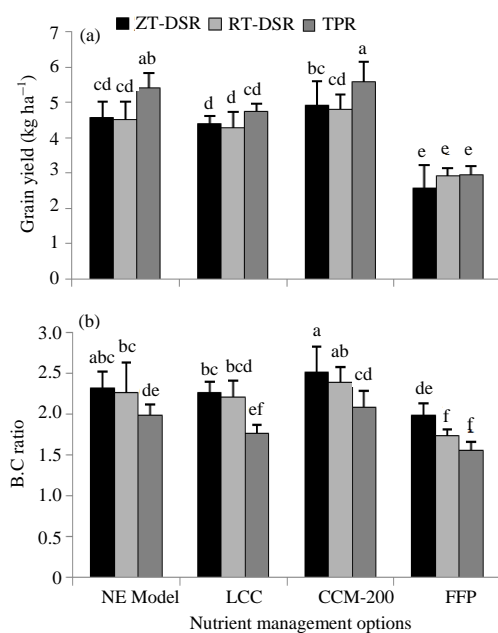 ZT-DSR RT-DSR TPR
(a)
Grain yield (kg ha⁻¹)
7
6
5
4
3
2
1
0
cd cd ab
d d cd
bc cd a
e e e
(b)
B.C ratio
3.0
2.5
2.0
1.5
1.0
0.5
0
abc bc de
bc bcd ef
a ab cd
de f f
NE Model LCC CCM-200 FFP
Nutrient management options